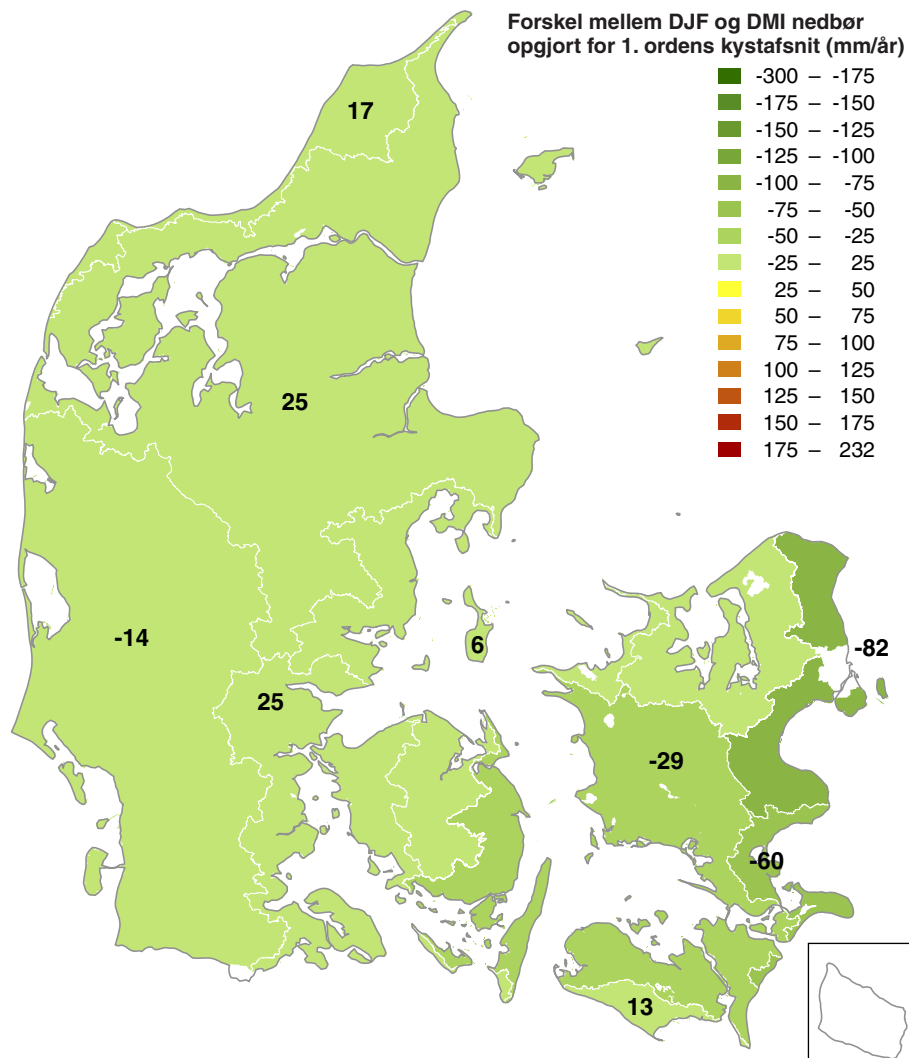 Forskel mellem DJF og DMI nedbør
opgjort for 1. ordens kystafsnit (mm/år)
-300 – -175
-175 – -150
-150 – -125
-125 – -100
-100 – -75
-75 – -50
-50 – -25
-25 – 25
25 – 50
50 – 75
75 – 100
100 – 125
125 – 150
150 – 175
175 – 232
17
25
-14
6
-82
25
-29
-60
13